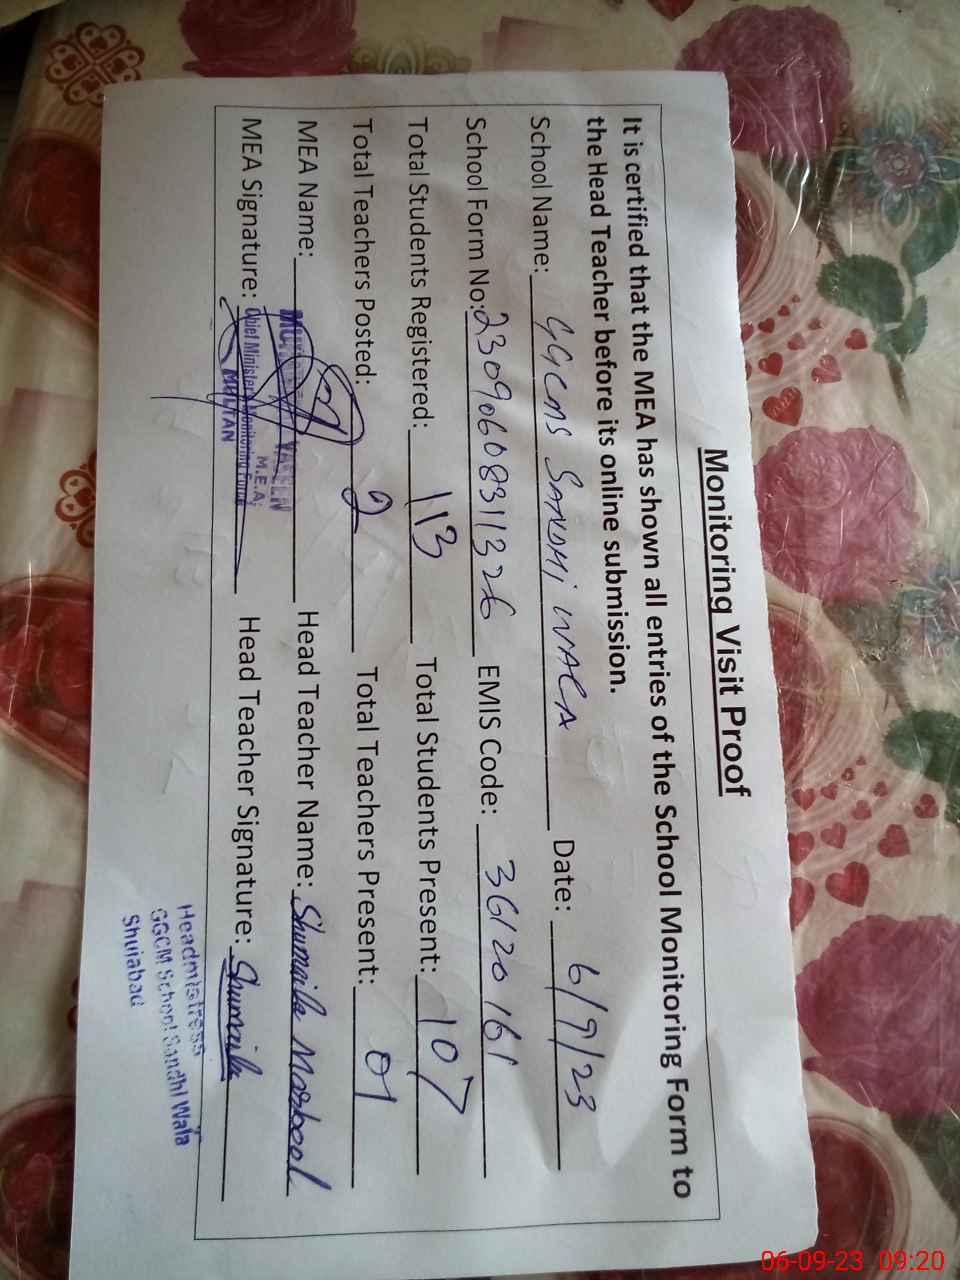 Monitoring Visit Proof
It is certified that the MEA has shown all entries of the School Monitoring Form to
the Head Teacher before its online submission.
School Name: GGCMS SANDHI WALA Date: 6/9/23
School Form No: 23090608311326 EMIS Code: 36120161
Total Students Registered: 113 Total Students Present: 107
Total Teachers Posted: 2 Total Teachers Present: 01
MEA Name: Head Teacher Name: Shumaila Maqbool
M.E.A;
MEA Signature: Chief Minister Monitoring Force Head Teacher Signature: Shumaila
MULTAN
Headmistress
GGCM School Sandhi Wala
Shujabad
06-09-23 09:20